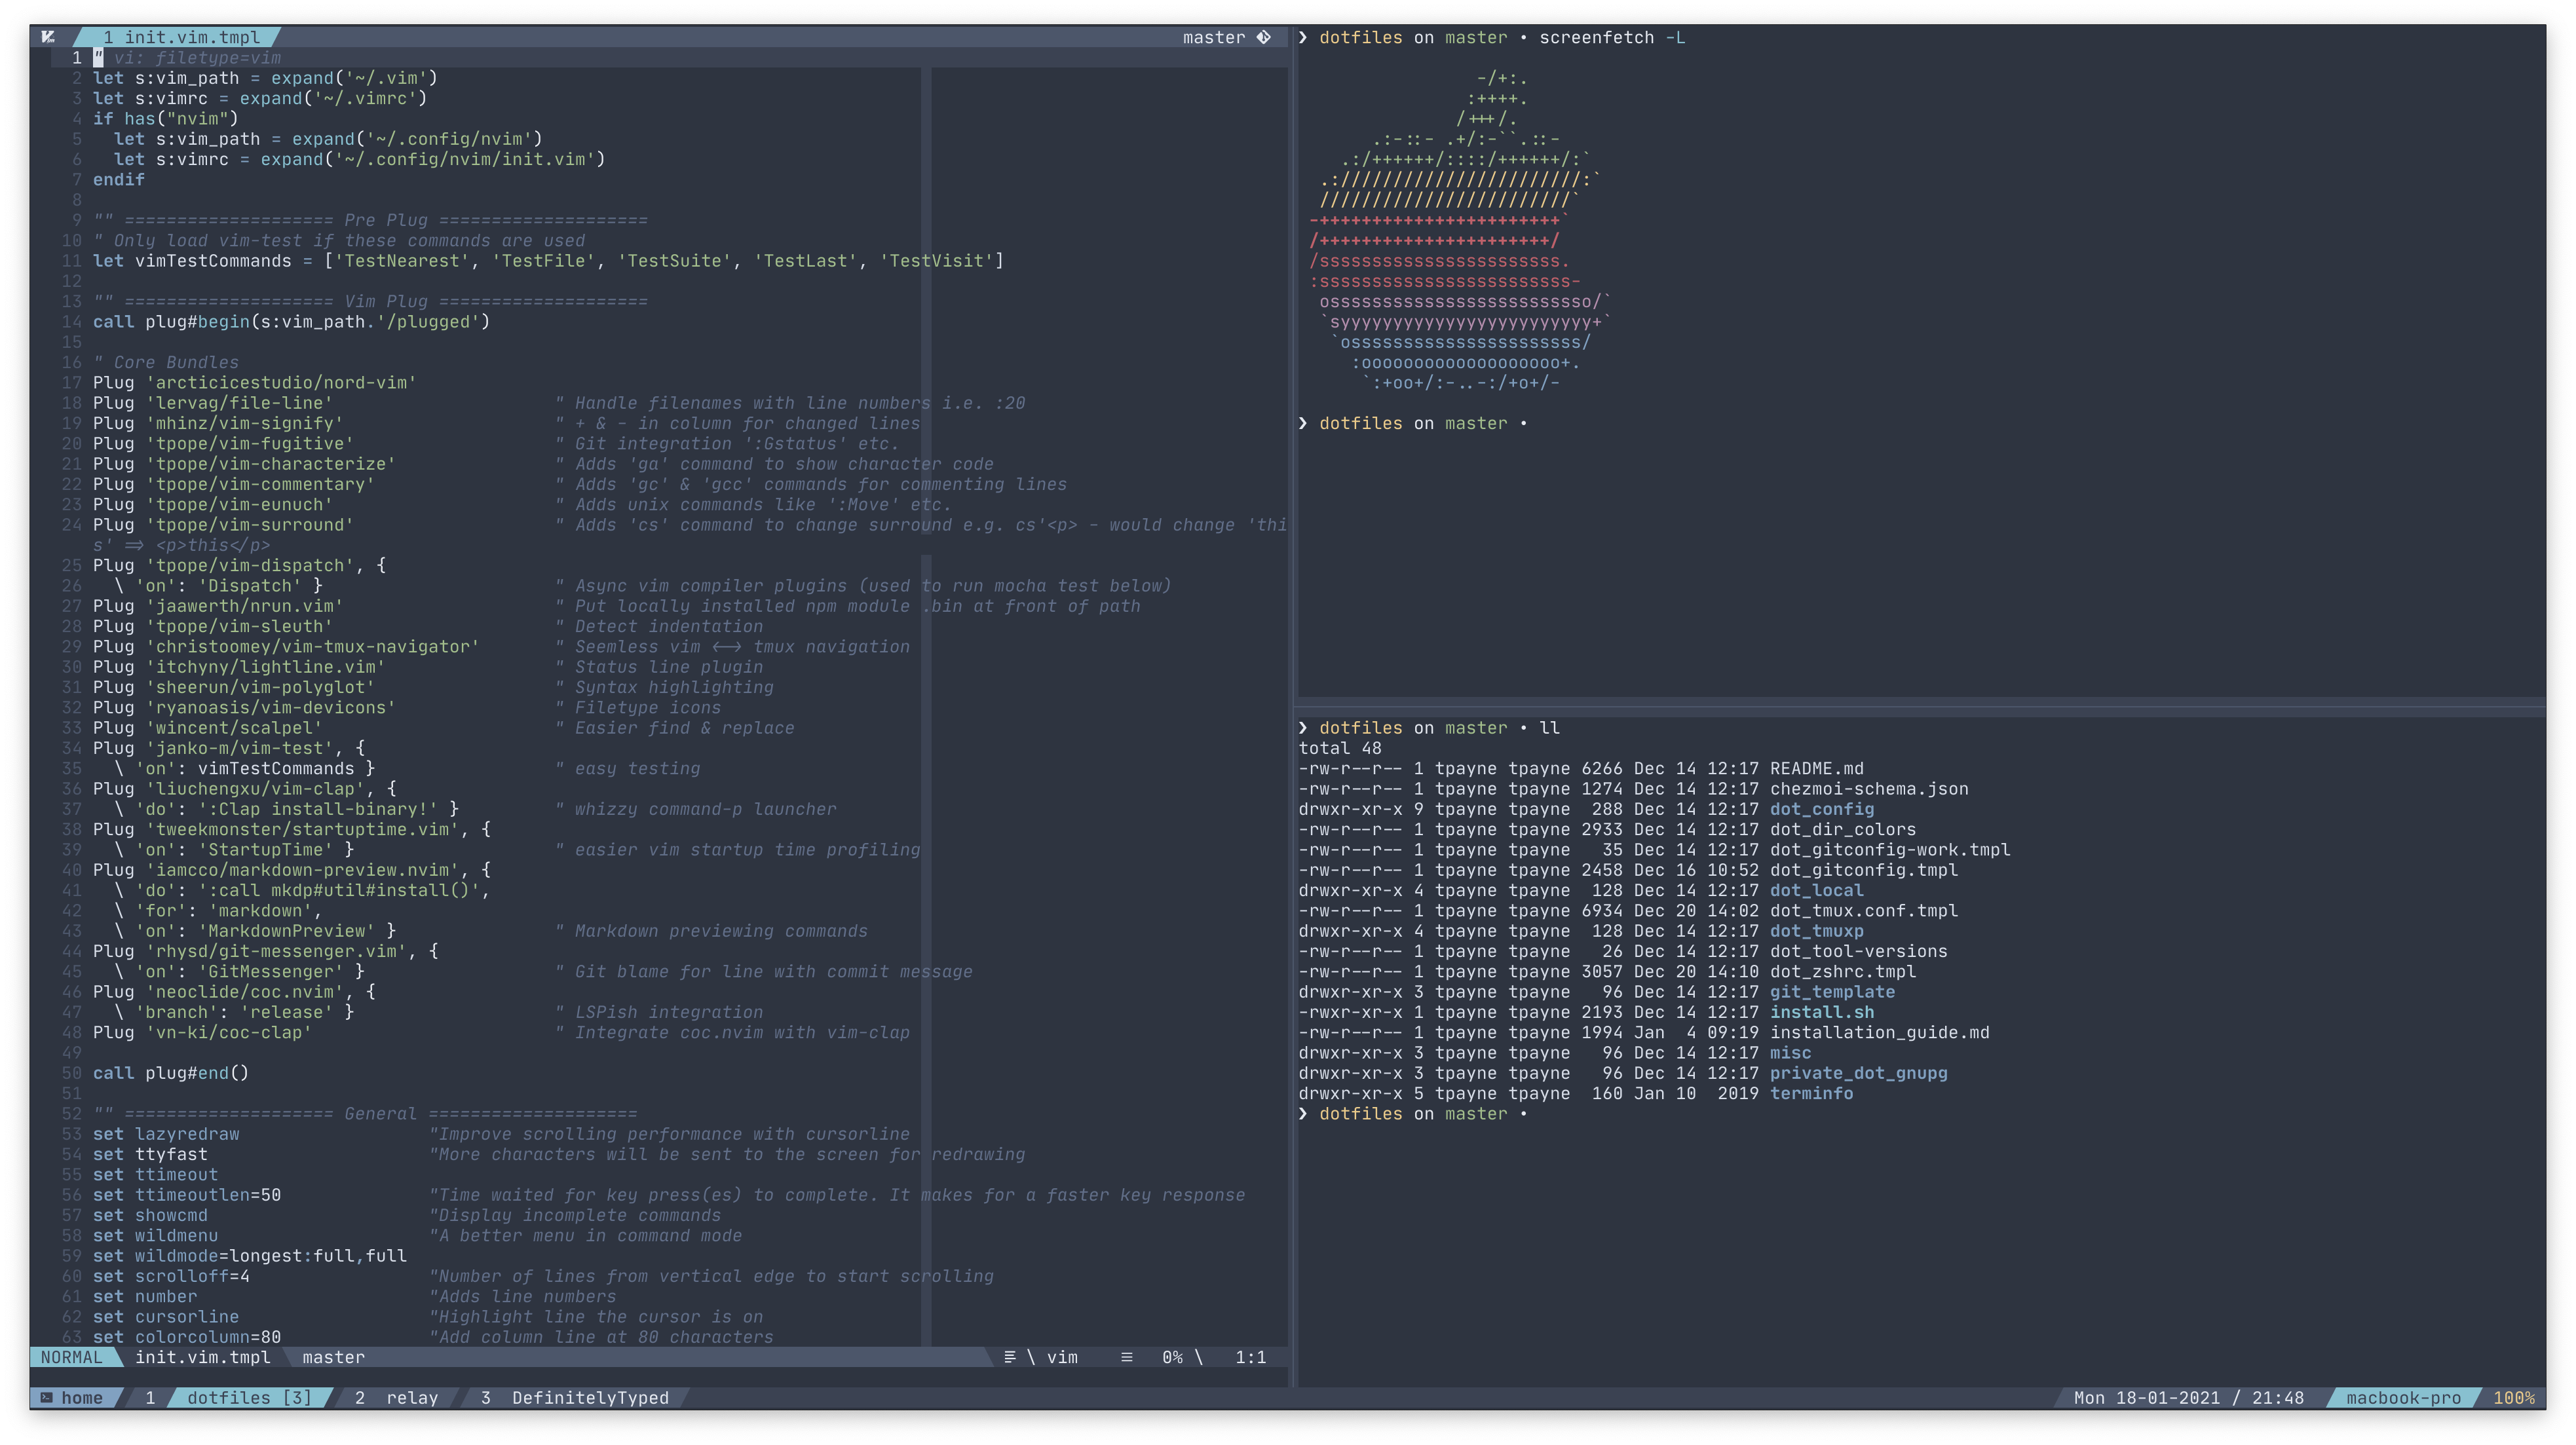 1 init.vim.tmpl master
1 " vi: filetype=vim
2 let s:vim_path = expand('~/.vim')
3 let s:vimrc = expand('~/.vimrc')
4 if has("nvim")
5   let s:vim_path = expand('~/.config/nvim')
6   let s:vimrc = expand('~/.config/nvim/init.vim')
7 endif
8
9 "" ==================== Pre Plug ====================
10 " Only load vim-test if these commands are used
11 let vimTestCommands = ['TestNearest', 'TestFile', 'TestSuite', 'TestLast', 'TestVisit']
12
13 "" ==================== Vim Plug ====================
14 call plug#begin(s:vim_path.'/plugged')
15
16 " Core Bundles
17 Plug 'arcticicestudio/nord-vim'
18 Plug 'lervag/file-line' " Handle filenames with line numbers i.e. :20
19 Plug 'mhinz/vim-signify' " + & - in column for changed lines
20 Plug 'tpope/vim-fugitive' " Git integration ':Gstatus' etc.
21 Plug 'tpope/vim-characterize' " Adds 'ga' command to show character code
22 Plug 'tpope/vim-commentary' " Adds 'gc' & 'gcc' commands for commenting lines
23 Plug 'tpope/vim-eunuch' " Adds unix commands like ':Move' etc.
24 Plug 'tpope/vim-surround' " Adds 'cs' command to change surround e.g. cs'<p> - would change 'thi
s' => <p>this</p>
25 Plug 'tpope/vim-dispatch', {
26   \ 'on': 'Dispatch' } " Async vim compiler plugins (used to run mocha test below)
27 Plug 'jaawerth/nrun.vim' " Put locally installed npm module .bin at front of path
28 Plug 'tpope/vim-sleuth' " Detect indentation
29 Plug 'christoomey/vim-tmux-navigator' " Seemless vim <-> tmux navigation
30 Plug 'itchyny/lightline.vim' " Status line plugin
31 Plug 'sheerun/vim-polyglot' " Syntax highlighting
32 Plug 'ryanoasis/vim-devicons' " Filetype icons
33 Plug 'wincent/scalpel' " Easier find & replace
34 Plug 'janko-m/vim-test', {
35   \ 'on': vimTestCommands } " easy testing
36 Plug 'liuchengxu/vim-clap', {
37   \ 'do': ':Clap install-binary!' } " whizzy command-p launcher
38 Plug 'tweekmonster/startuptime.vim', {
39   \ 'on': 'StartupTime' } " easier vim startup time profiling
40 Plug 'iamcco/markdown-preview.nvim', {
41   \ 'do': ':call mkdp#util#install()',
42   \ 'for': 'markdown',
43   \ 'on': 'MarkdownPreview' } " Markdown previewing commands
44 Plug 'rhysd/git-messenger.vim', {
45   \ 'on': 'GitMessenger' } " Git blame for line with commit message
46 Plug 'neoclide/coc.nvim', {
47   \ 'branch': 'release' } " LSPish integration
48 Plug 'vn-ki/coc-clap' " Integrate coc.nvim with vim-clap
49
50 call plug#end()
51
52 "" ==================== General ====================
53 set lazyredraw "Improve scrolling performance with cursorline
54 set ttyfast "More characters will be sent to the screen for redrawing
55 set ttimeout
56 set ttimeoutlen=50 "Time waited for key press(es) to complete. It makes for a faster key response
57 set showcmd "Display incomplete commands
58 set wildmenu "A better menu in command mode
59 set wildmode=longest:full,full
60 set scrolloff=4 "Number of lines from vertical edge to start scrolling
61 set number "Adds line numbers
62 set cursorline "Highlight line the cursor is on
63 set colorcolumn=80 "Add column line at 80 characters
NORMAL init.vim.tmpl master \ vim 0% \ 1:1
❯ dotfiles on master • screenfetch -L
-/+:.
:++++.
/+++/.
.:-::- .+/:-``.::-
.:/++++++/::::/++++++/:`
.:///////////////////////:`
////////////////////////`
-+++++++++++++++++++++++`
/++++++++++++++++++++++/
/sssssssssssssssssssssss.
:ssssssssssssssssssssssss-
osssssssssssssssssssssssso/`
`syyyyyyyyyyyyyyyyyyyyyyyy+`
`ossssssssssssssssssssss/
:ooooooooooooooooooo+.
`:+oo+/:-..-:/+o+/-
❯ dotfiles on master •
❯ dotfiles on master • ll
total 48
-rw-r--r-- 1 tpayne tpayne 6266 Dec 14 12:17 README.md
-rw-r--r-- 1 tpayne tpayne 1274 Dec 14 12:17 chezmoi-schema.json
drwxr-xr-x 9 tpayne tpayne  288 Dec 14 12:17 dot_config
-rw-r--r-- 1 tpayne tpayne 2933 Dec 14 12:17 dot_dir_colors
-rw-r--r-- 1 tpayne tpayne   35 Dec 14 12:17 dot_gitconfig-work.tmpl
-rw-r--r-- 1 tpayne tpayne 2458 Dec 16 10:52 dot_gitconfig.tmpl
drwxr-xr-x 4 tpayne tpayne  128 Dec 14 12:17 dot_local
-rw-r--r-- 1 tpayne tpayne 6934 Dec 20 14:02 dot_tmux.conf.tmpl
drwxr-xr-x 4 tpayne tpayne  128 Dec 14 12:17 dot_tmuxp
-rw-r--r-- 1 tpayne tpayne   26 Dec 14 12:17 dot_tool-versions
-rw-r--r-- 1 tpayne tpayne 3057 Dec 20 14:10 dot_zshrc.tmpl
drwxr-xr-x 3 tpayne tpayne   96 Dec 14 12:17 git_template
-rwxr-xr-x 1 tpayne tpayne 2193 Dec 14 12:17 install.sh
-rw-r--r-- 1 tpayne tpayne 1994 Jan  4 09:19 installation_guide.md
drwxr-xr-x 3 tpayne tpayne   96 Dec 14 12:17 misc
drwxr-xr-x 3 tpayne tpayne   96 Dec 14 12:17 private_dot_gnupg
drwxr-xr-x 5 tpayne tpayne  160 Jan 10  2019 terminfo
❯ dotfiles on master •
home 1 dotfiles [3] 2 relay 3 DefinitelyTyped Mon 18-01-2021 / 21:48 macbook-pro 100%